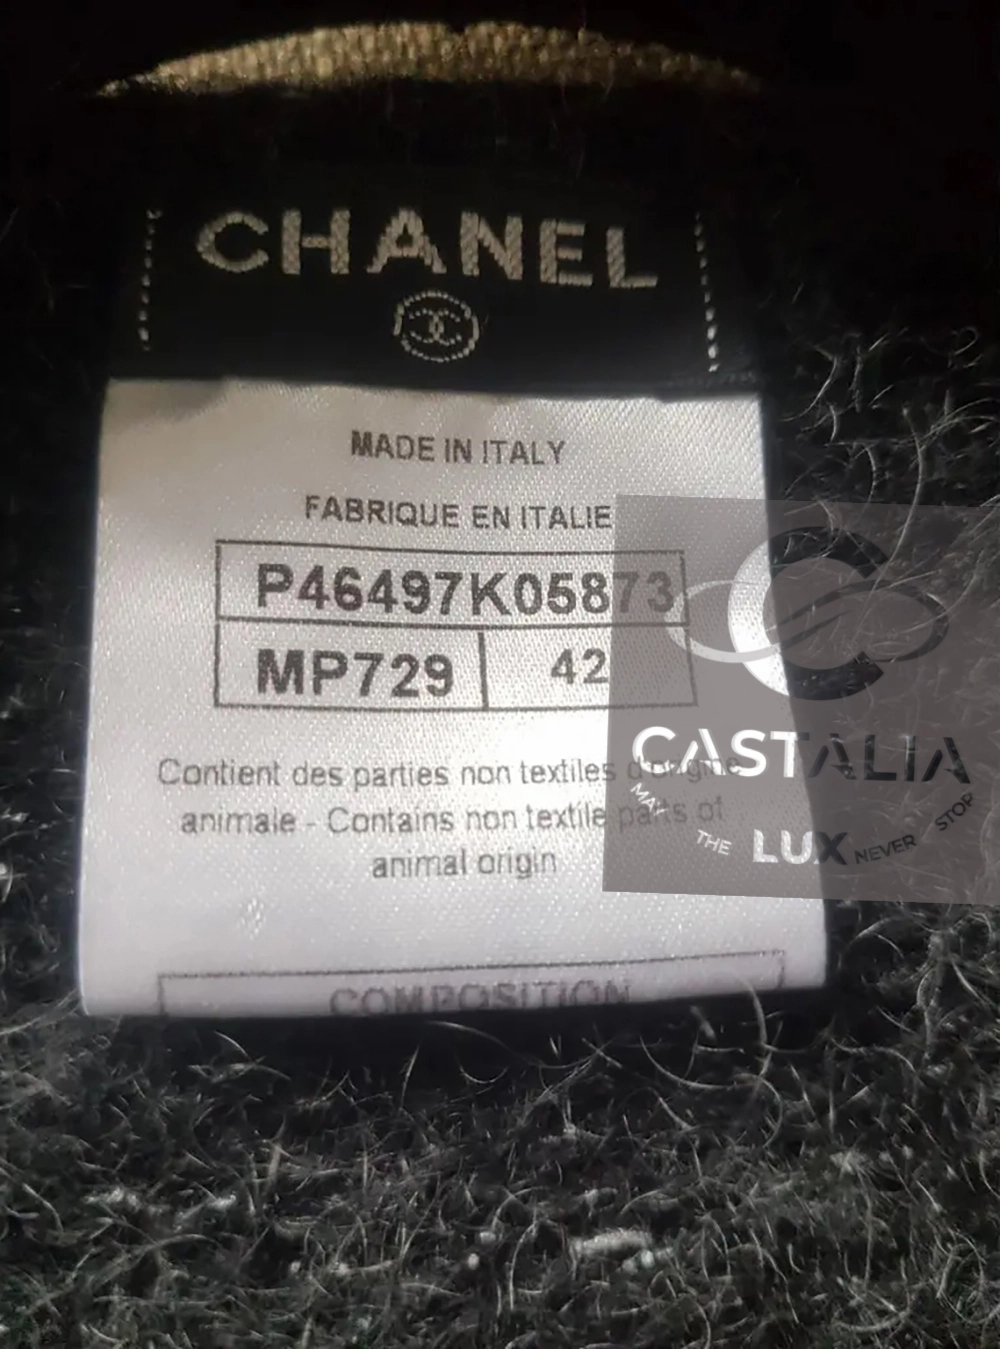 CHANEL
MADE IN ITALY
FABRIQUE EN ITALIE
P46497K05873
MP729
42
Contient des parties non textiles d'origine
animale - Contains non textile parts of
animal origin
COMPOSITION
CASTALIA
MAY THE LUX NEVER STOP